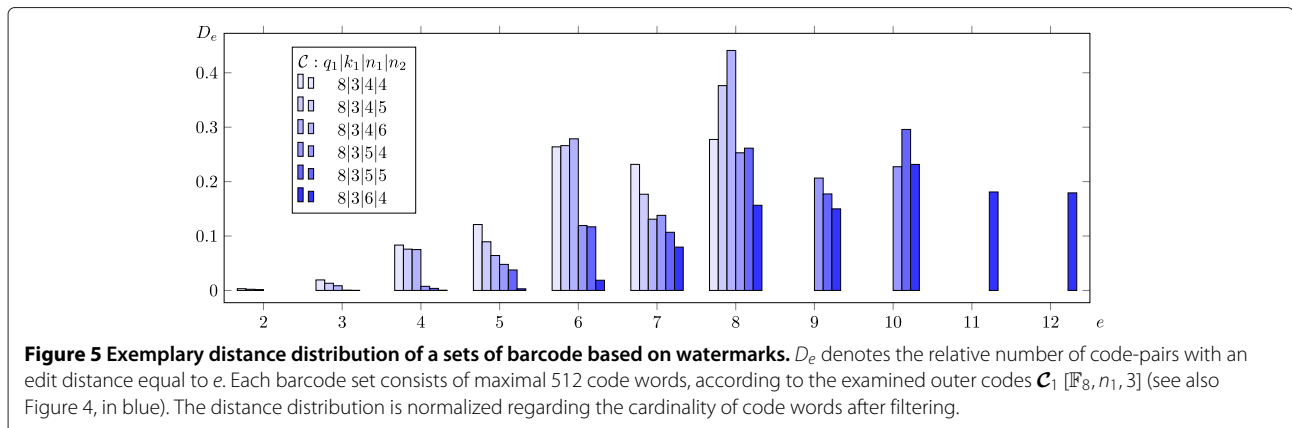 D_e
0.4
0.3
0.2
0.1
0
C : q₁|k₁|n₁|n₂
8|3|4|4
8|3|4|5
8|3|4|6
8|3|5|4
8|3|5|5
8|3|6|4
2 3 4 5 6 7 8 9 10 11 12 e
Figure 5 Exemplary distance distribution of a sets of barcode based on watermarks. D_e denotes the relative number of code-pairs with an
edit distance equal to e. Each barcode set consists of maximal 512 code words, according to the examined outer codes C₁ [𝔽₈, n₁, 3] (see also
Figure 4, in blue). The distance distribution is normalized regarding the cardinality of code words after filtering.